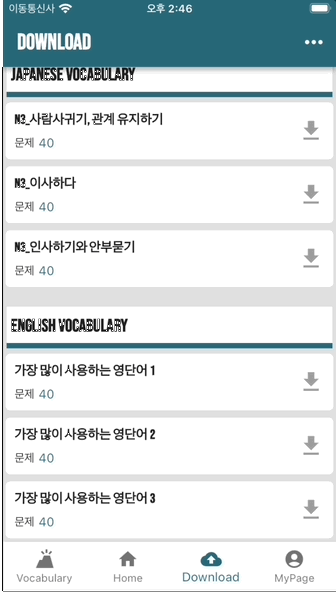 이동통신사 오후 2:46
DOWNLOAD
JAPANESE VOCABULARY
N3_사람사귀기, 관계 유지하기
문제 40
N3_이사하다
문제 40
N3_인사하기와 안부묻기
문제 40
ENGLISH VOCABULARY
가장 많이 사용하는 영단어 1
문제 40
가장 많이 사용하는 영단어 2
문제 40
가장 많이 사용하는 영단어 3
문제 40
Vocabulary Home Download MyPage